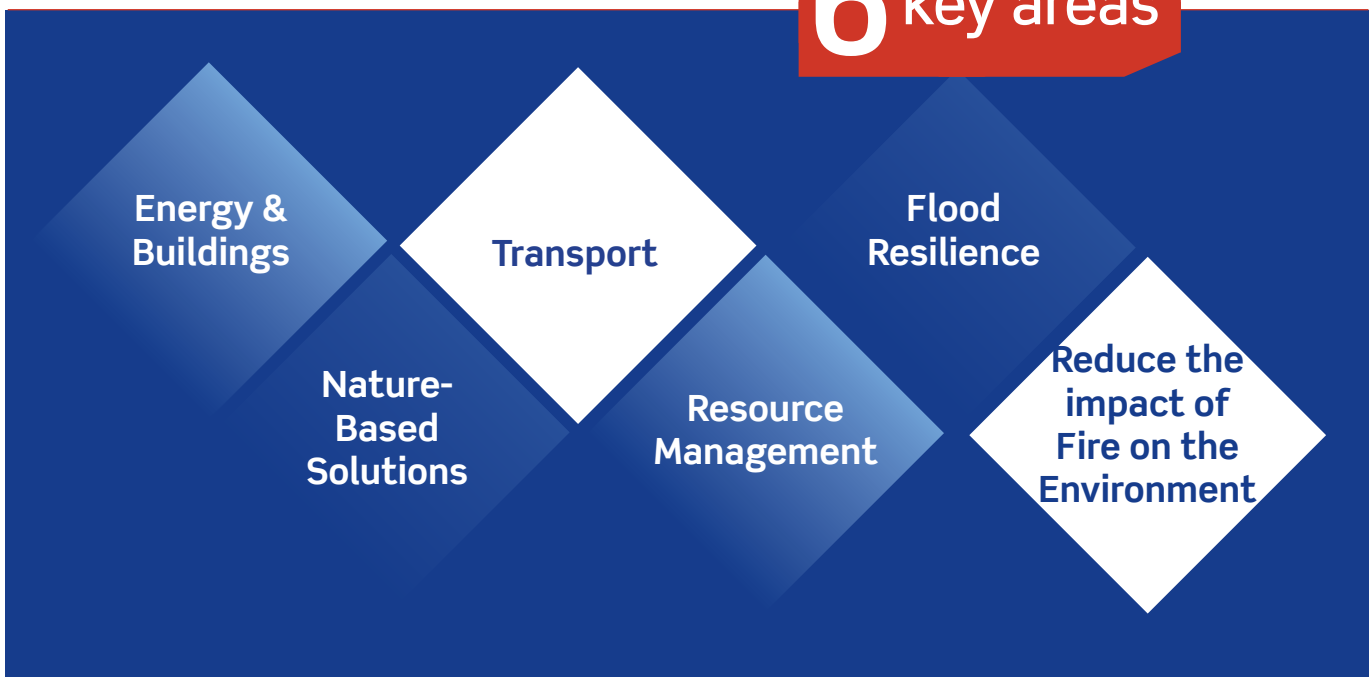 6 key areas
Energy &
Buildings
Transport
Flood
Resilience
Nature-
Based
Solutions
Resource
Management
Reduce the
impact of
Fire on the
Environment